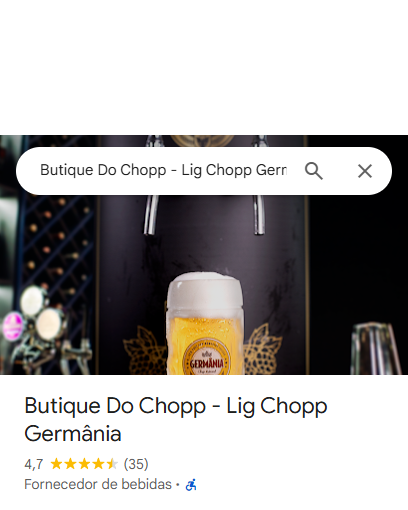 Butique Do Chopp - Lig Chopp Gerr
GERMÂNIA
Butique Do Chopp - Lig Chopp
Germânia
4,7 (35)
Fornecedor de bebidas ·